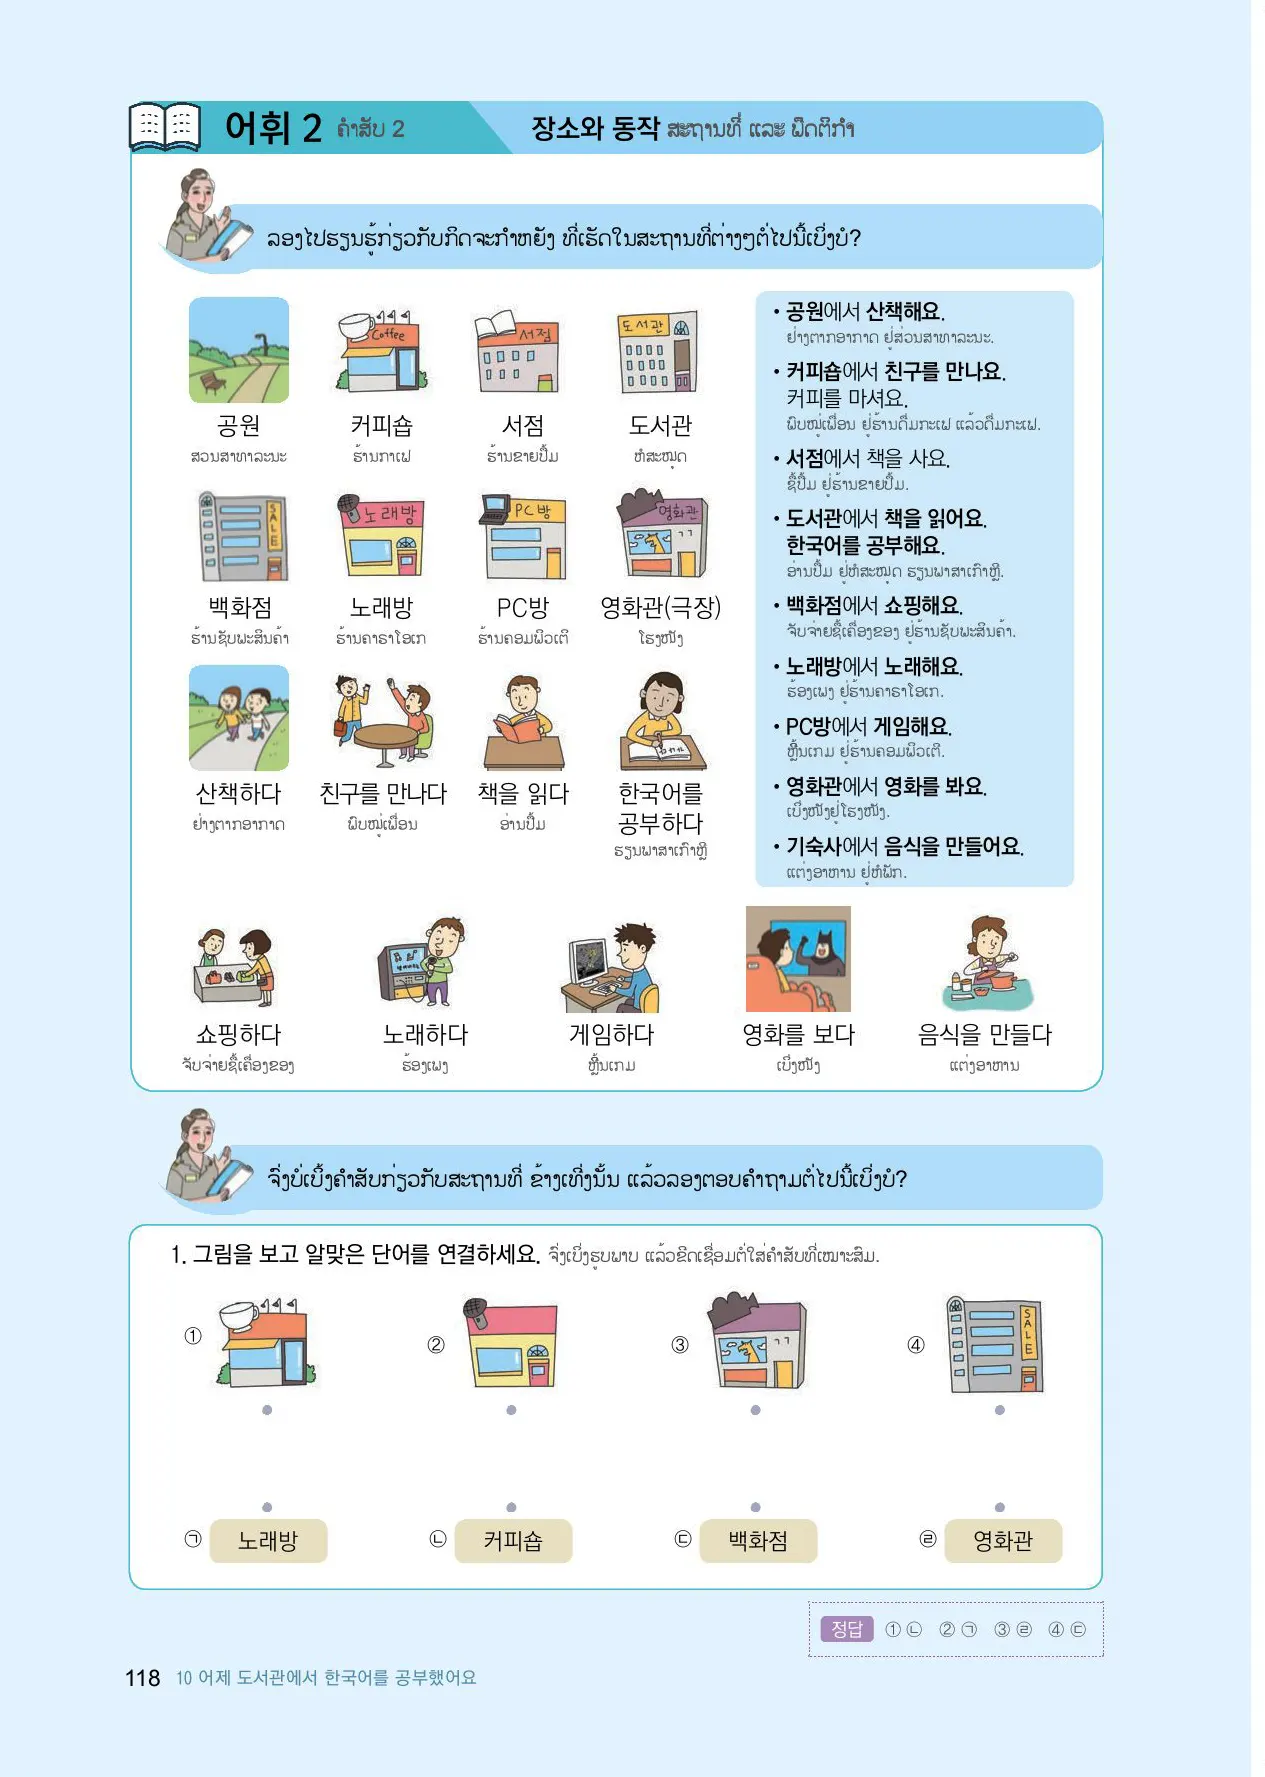 어휘 2 ຄຳສັບ 2
장소와 동작 ສະຖານທີ່ ແລະ ພຶດຕິກຳ
ລອງໄປຮຽນຮູ້ກ່ຽວກັບກິດຈະກຳຫຍັງ ທີ່ເຮັດໃນສະຖານທີ່ຕ່າງໆຕໍ່ໄປນີ້ເບິ່ງບໍ?
Coffee
서점
도서관
공원
ສວນສາທາລະນະ
커피숍
ຮ້ານກາເຟ
서점
ຮ້ານຂາຍປຶ້ມ
도서관
ຫໍສະໝຸດ
SALE
노래방
PC방
영화관
백화점
ຮ້ານຊັບພະສິນຄ້າ
노래방
ຮ້ານຄາຣາໂອເກ
PC방
ຮ້ານຄອມພິວເຕີ
영화관(극장)
ໂຮງໜັງ
산책하다
ຢ່າງຕາກອາກາດ
친구를 만나다
ພົບໝູ່ເພື່ອນ
책을 읽다
ອ່ານປຶ້ມ
한국어를
공부하다
ຮຽນພາສາເກົາຫຼີ
• 공원에서 산책해요.
ຢ່າງຕາກອາກາດ ຢູ່ສ່ວນສາທາລະນະ.
• 커피숍에서 친구를 만나요.
커피를 마셔요.
ພົບໝູ່ເພື່ອນ ຢູ່ຮ້ານດື່ມກະເຟ ແລ້ວດື່ມກະເຟ.
• 서점에서 책을 사요.
ຊື້ປຶ້ມ ຢູ່ຮ້ານຂາຍປຶ້ມ.
• 도서관에서 책을 읽어요.
한국어를 공부해요.
ອ່ານປຶ້ມ ຢູ່ຫໍສະໝຸດ ຮຽນພາສາເກົາຫຼີ.
• 백화점에서 쇼핑해요.
ຈັບຈ່າຍຊື້ເຄື່ອງຂອງ ຢູ່ຮ້ານຊັບພະສິນຄ້າ.
• 노래방에서 노래해요.
ຮ້ອງເພງ ຢູ່ຮ້ານຄາຣາໂອເກ.
• PC방에서 게임해요.
ຫຼິ້ນເກມ ຢູ່ຮ້ານຄອມພິວເຕີ.
• 영화관에서 영화를 봐요.
ເບິ່ງໜັງຢູ່ໂຮງໜັງ.
• 기숙사에서 음식을 만들어요.
ແຕ່ງອາຫານ ຢູ່ຫໍພັກ.
쇼핑하다
ຈັບຈ່າຍຊື້ເຄື່ອງຂອງ
노래하다
ຮ້ອງເພງ
게임하다
ຫຼິ້ນເກມ
영화를 보다
ເບິ່ງໜັງ
음식을 만들다
ແຕ່ງອາຫານ
ຈົ່ງບໍ່ເບິ່ງຄຳສັບກ່ຽວກັບສະຖານທີ່ ຂ້າງເທິງນັ້ນ ແລ້ວລອງຕອບຄຳຖາມຕໍ່ໄປນີ້ເບິ່ງບໍ?
1. 그림을 보고 알맞은 단어를 연결하세요. ຈົ່ງເບິ່ງຮູບພາບ ແລ້ວຂີດເຊື່ອມຕໍ່ໃສ່ຄຳສັບທີ່ເໝາະສົມ.
① ② ③ ④
SALE
㉠ 노래방 ㉡ 커피숍 ㉢ 백화점 ㉣ 영화관
정답 ① ㉡ ② ㉠ ③ ㉣ ④ ㉢
118 10 어제 도서관에서 한국어를 공부했어요